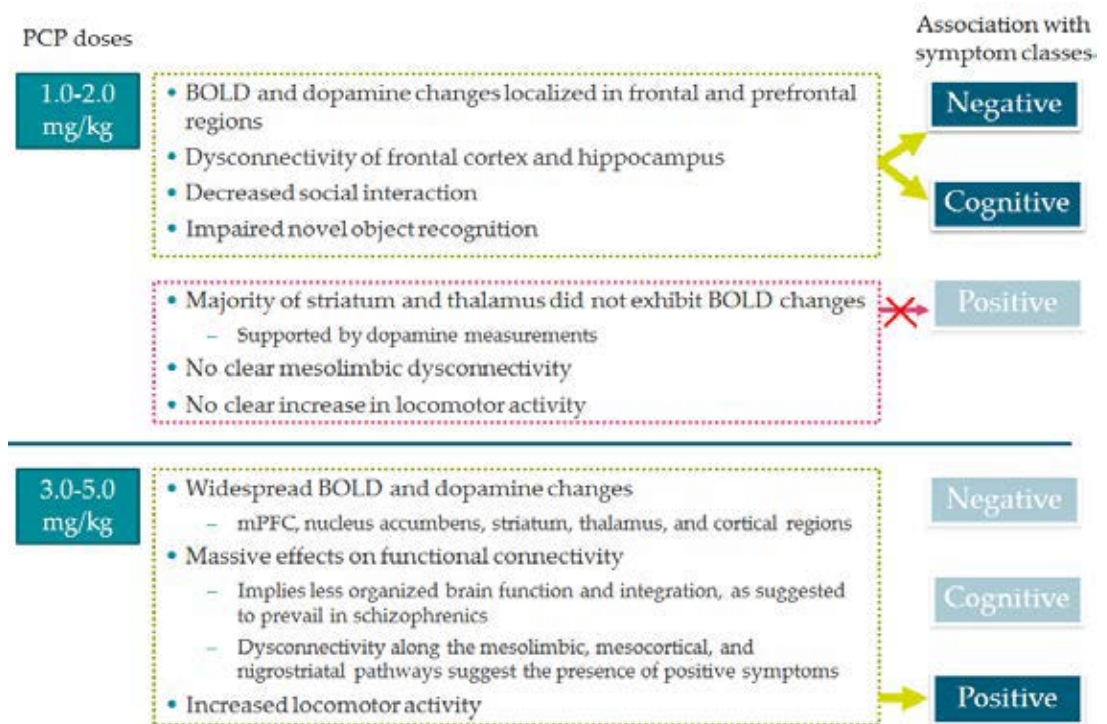 PCP doses
Association with
symptom classes
1.0-2.0
mg/kg
• BOLD and dopamine changes localized in frontal and prefrontal
regions
• Dysconnectivity of frontal cortex and hippocampus
• Decreased social interaction
• Impaired novel object recognition
Negative
Cognitive
• Majority of striatum and thalamus did not exhibit BOLD changes
– Supported by dopamine measurements
• No clear mesolimbic dysconnectivity
• No clear increase in locomotor activity
Positive
3.0-5.0
mg/kg
• Widespread BOLD and dopamine changes
– mPFC, nucleus accumbens, striatum, thalamus, and cortical regions
• Massive effects on functional connectivity
– Implies less organized brain function and integration, as suggested
to prevail in schizophrenics
– Dysconnectivity along the mesolimbic, mesocortical, and
nigrostriatal pathways suggest the presence of positive symptoms
• Increased locomotor activity
Negative
Cognitive
Positive